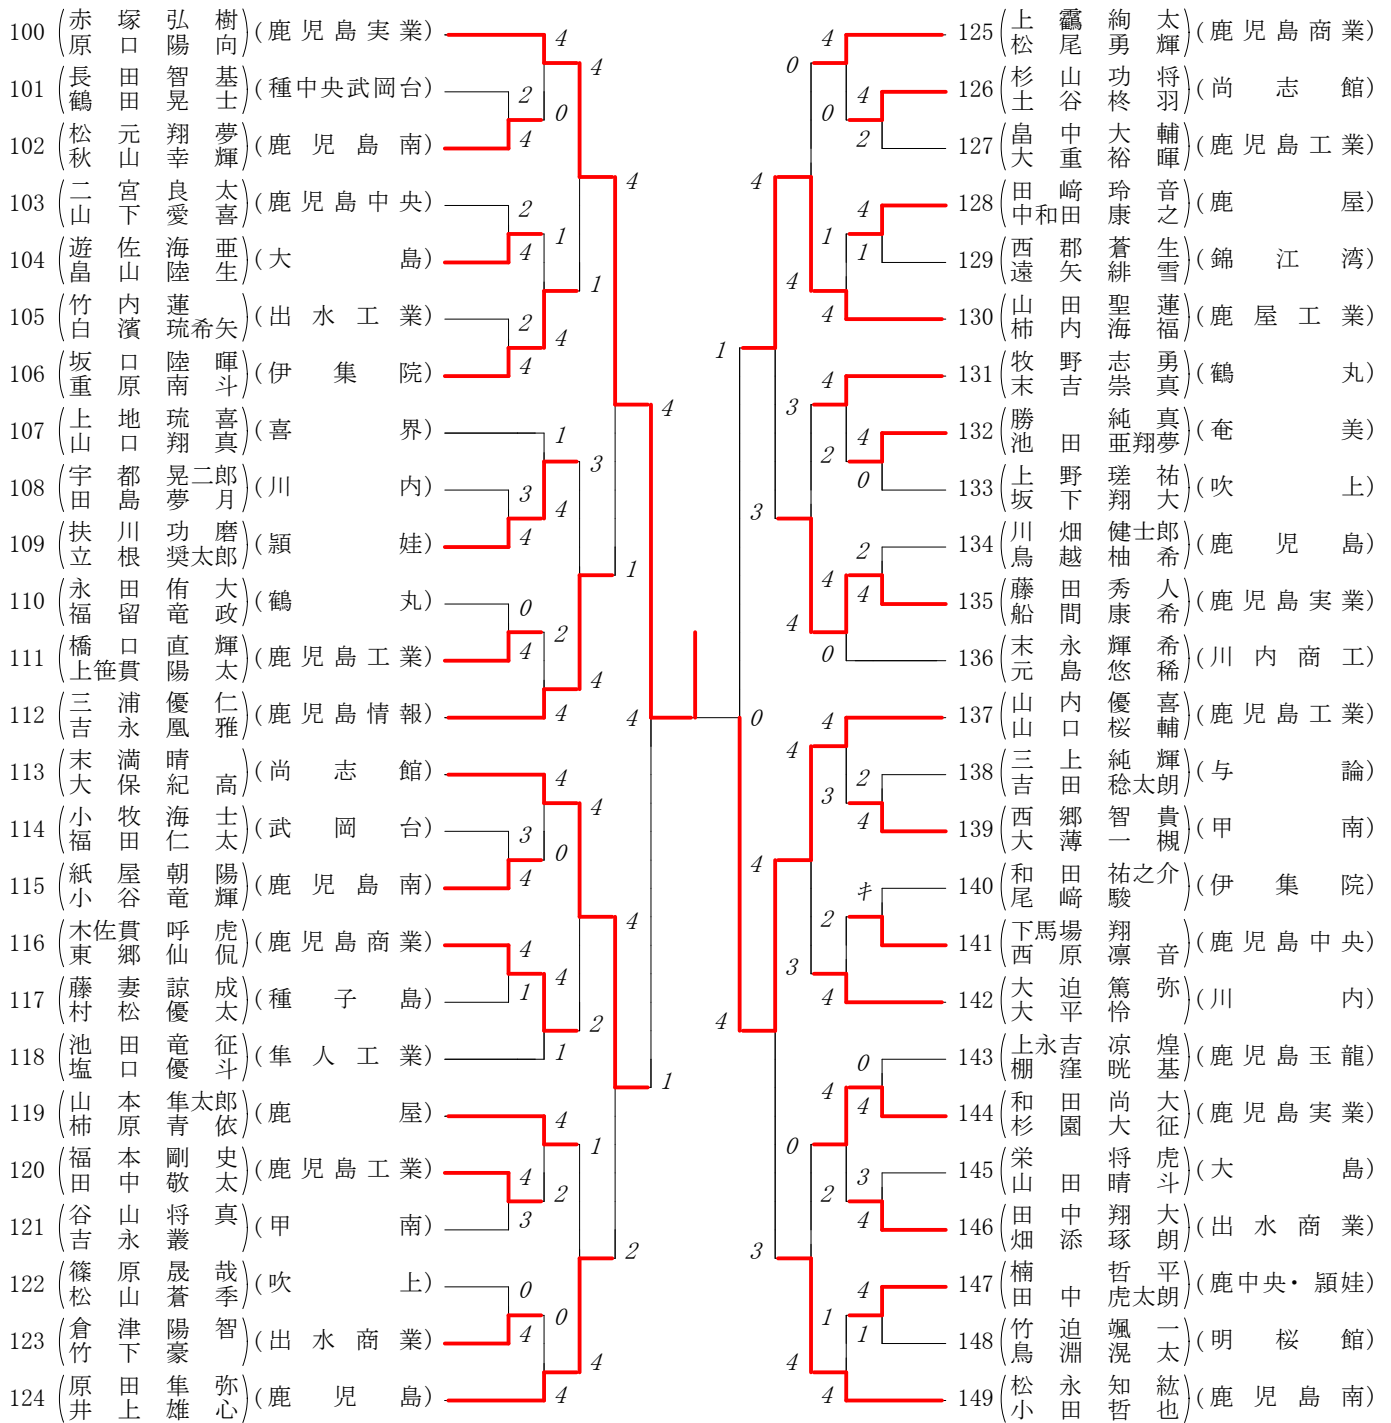 100 赤塚弘樹 原口陽向 (鹿児島実業)
101 長田智基 鶴田晃士 (種中央武岡台)
102 松元翔夢 秋山幸輝 (鹿児島南)
103 二宮良太 山下愛喜 (鹿児島中央)
104 遊佐海亜 畠山陸生 (大島)
105 竹内蓮 白濱琉希矢 (出水工業)
106 坂口陸暉 重原南斗 (伊集院)
107 上地琉喜 山口翔真 (喜界)
108 宇都晃二郎 田島夢月 (川内)
109 扶川功磨 立根奨太郎 (頴娃)
110 永田侑大 福留竜政 (鶴丸)
111 橋口直輝 上笹貫陽太 (鹿児島工業)
112 三浦優仁 吉永凰雅 (鹿児島情報)
113 末満晴 大保紀高 (尚志館)
114 小牧海士 福田仁太 (武岡台)
115 紙屋朝陽 小谷竜輝 (鹿児島南)
116 木佐貫呼虎 東郷仙侃 (鹿児島商業)
117 藤妻諒成 村松優太 (種子島)
118 池田竜征 塩口優斗 (隼人工業)
119 山本隼太郎 柿原青依 (鹿屋)
120 福本剛史 田中敬太 (鹿児島工業)
121 谷山将真 吉永叢 (甲南)
122 篠原晟哉 松山蒼季 (吹上)
123 倉津陽智 竹下豪 (出水商業)
124 原田隼弥 井上雄心 (鹿児島)
4
2
4
0
4
2
4
1
2
4
4
1
4
1
3
4
4
3
0
4
2
4
4
1
4
4
3
4
0
4
4
1
4
1
2
4
4
4
3
2
1
0
4
0
4
4
2
1
4
0
125 上靏絢太 松尾勇輝 (鹿児島商業)
126 杉山功将 土谷柊羽 (尚志館)
127 畠中大輔 大重裕暉 (鹿児島工業)
128 田﨑玲音 中和田康之 (鹿屋)
129 西郡蒼生 遠矢緋雪 (錦江湾)
130 山田聖蓮 柿内海福 (鹿屋工業)
131 牧野志勇 末吉崇真 (鶴丸)
132 勝純真 池田亜翔夢 (奄美)
133 上野瑳祐 坂下翔大 (吹上)
134 川畑健士郎 鳥越柚希 (鹿児島)
135 藤田秀人 船間康希 (鹿児島実業)
136 末永輝希 元島悠稀 (川内商工)
137 山内優喜 山口桜輔 (鹿児島工業)
138 三上純輝 吉田稔太朗 (与論)
139 西郷智貴 大薄一槻 (甲南)
140 和田祐之介 尾﨑駿 (伊集院)
141 下馬場翔 西原凛音 (鹿児島中央)
142 大迫篤弥 大平怜 (川内)
143 上永吉凉煌 棚窪晄基 (鹿児島玉龍)
144 和田尚大 杉園大征 (鹿児島実業)
145 栄将虎 山田晴斗 (大島)
146 田中翔大 畑添琢朗 (出水商業)
147 楠哲平 田中虎太朗 (鹿中央・頴娃)
148 竹迫颯一 鳥淵滉太 (明桜館)
149 松永知紘 小田哲也 (鹿児島南)
4
0
4
0
2
4
4
1
1
4
4
1
4
3
4
2
0
3
2
4
4
4
0
4
4
2
3
4
4
キ
2
3
4
4
0
4
4
0
3
2
4
3
4
1
1
4
4